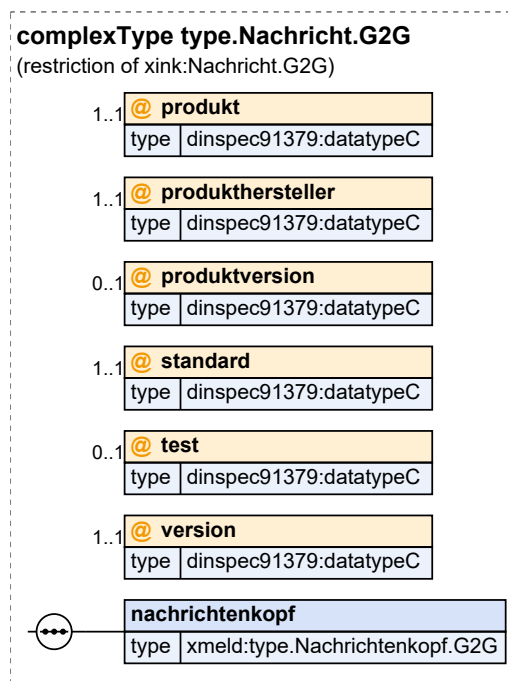 complexType type.Nachricht.G2G
(restriction of xink:Nachricht.G2G)
1..1 @ produkt
type dinspec91379:datatypeC
1..1 @ produkthersteller
type dinspec91379:datatypeC
0..1 @ produktversion
type dinspec91379:datatypeC
1..1 @ standard
type dinspec91379:datatypeC
0..1 @ test
type dinspec91379:datatypeC
1..1 @ version
type dinspec91379:datatypeC
nachrichtenkopf
type xmeld:type.Nachrichtenkopf.G2G